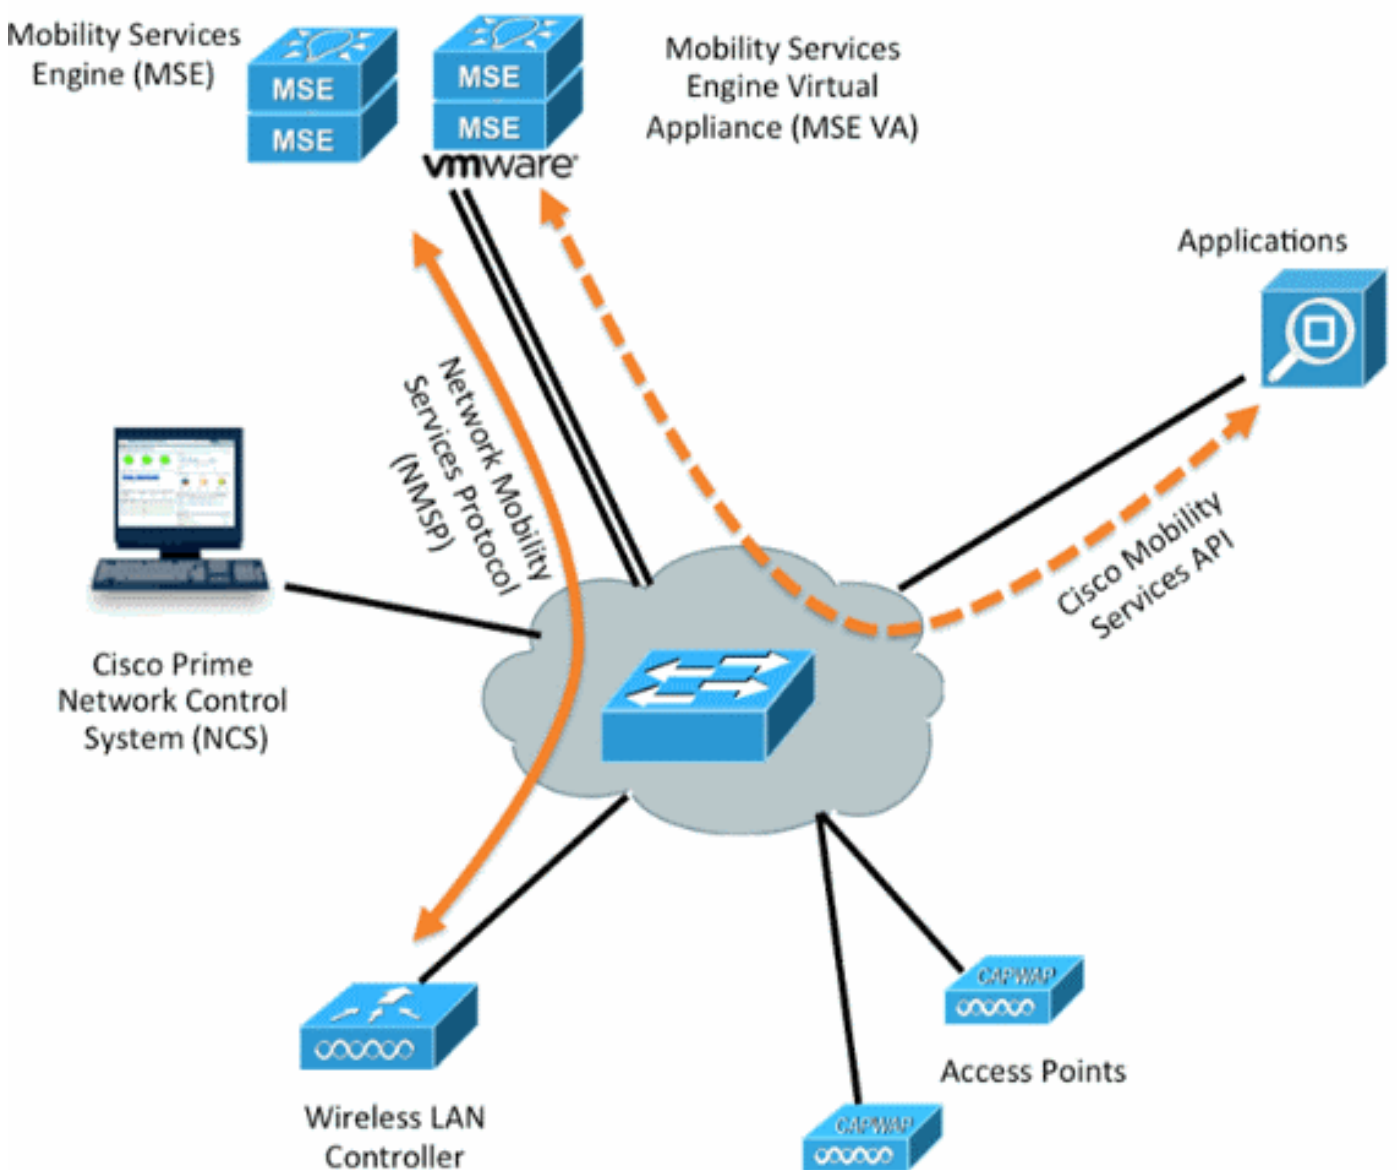 Mobility Services
Engine (MSE)
MSE
MSE
MSE
MSE
vmware
Mobility Services
Engine Virtual
Appliance (MSE VA)
Applications
Network Mobility
Services Protocol
(NMSP)
Cisco Mobility
Services API
Cisco Prime
Network Control
System (NCS)
CAPWAP
Access Points
Wireless LAN
Controller
CAPWAP